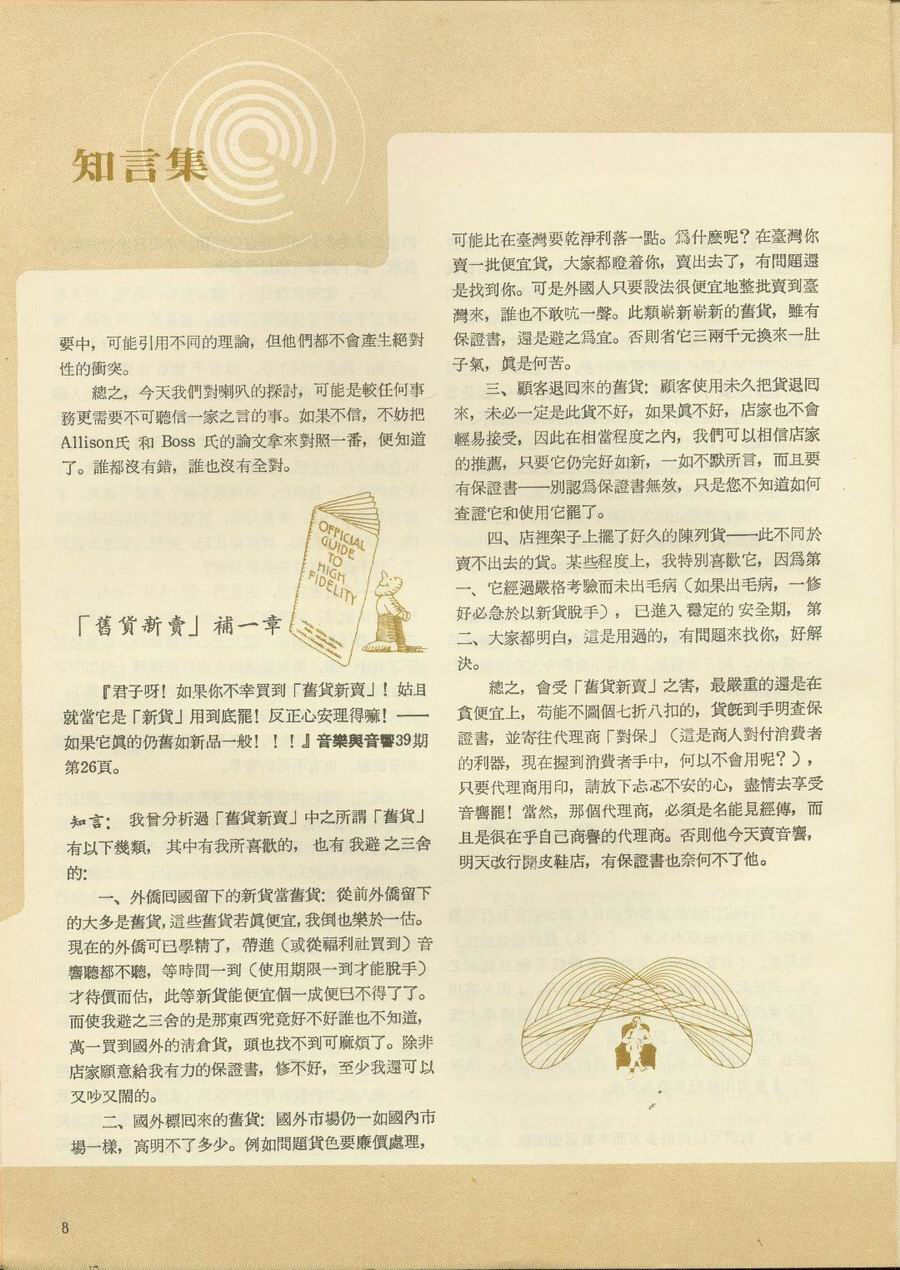 知言集
要中，可能引用不同的理論，但他們都不會產生絕對
性的衝突。
總之，今天我們對喇叭的探討，可能是較任何事
務更需要不可聽信一家之言的事。如果不信，不妨把
Allison氏 和 Boss 氏的論文拿來對照一番，便知道
了。誰都沒有錯，誰也沒有全對。
OFFICIAL
GUIDE
TO
HIGH
FIDELITY
「舊貨新賣」補一章
『君子呀！如果你不幸買到「舊貨新賣」！姑且
就當它是「新貨」用到底罷！反正心安理得嘛！——
如果它眞的仍舊如新品一般！！！』音樂與音響39期
第26頁。
知言： 我曾分析過「舊貨新賣」中之所謂「舊貨」
有以下幾類， 其中有我所喜歡的， 也有 我避 之三舍
的：
一、外僑囘國留下的新貨當舊貨：從前外僑留下
的大多是舊貨，這些舊貨若眞便宜，我倒也樂於一估。
現在的外僑可已學精了，帶進（或從福利社買到）音
響聽都不聽，等時間一到（使用期限一到才能脫手）
才待價而估，此等新貨能便宜個一成便已不得了了。
而使我避之三舍的是那東西究竟好不好誰也不知道，
萬一買到國外的清倉貨，頭也找不到可麻煩了。除非
店家願意給我有力的保證書，修不好，至少我還可以
又吵又鬧的。
二、國外標囘來的舊貨：國外市場仍一如國內市
場一樣，高明不了多少。例如問題貨色要廉價處理，
可能比在臺灣要乾淨利落一點。爲什麼呢？在臺灣你
賣一批便宜貨，大家都瞪着你，賣出去了，有問題還
是找到你。可是外國人只要設法很便宜地整批賣到臺
灣來，誰也不敢吭一聲。此類嶄新嶄新的舊貨，雖有
保證書，還是避之爲宜。否則省它三兩千元換來一肚
子氣，眞是何苦。
三、顧客退囘來的舊貨：顧客使用未久把貨退囘
來，未必一定是此貨不好，如果眞不好，店家也不會
輕易接受，因此在相當程度之內，我們可以相信店家
的推薦，只要它仍完好如新，一如不默所言，而且要
有保證書——別認爲保證書無效，只是您不知道如何
查證它和使用它罷了。
四、店裡架子上擺了好久的陳列貨——此不同於
賣不出去的貨。某些程度上，我特別喜歡它，因爲第
一、它經過嚴格考驗而未出毛病（如果出毛病，一修
好必急於以新貨脫手），已進入 穩定的 安全期， 第
二、大家都明白，這是用過的，有問題來找你，好解
決。
總之，會受「舊貨新賣」之害，最嚴重的還是在
貪便宜上，苟能不圖個七折八扣的，貨旣到手明查保
證書，並寄往代理商「對保」（這是商人對付消費者
的利器，現在握到消費者手中，何以不會用呢？），
只要代理商用印，請放下忐忑不安的心，盡情去享受
音響罷！當然，那個代理商，必須是名能見經傳，而
且是很在乎自己商譽的代理商。否則他今天賣音響，
明天改行開皮鞋店，有保證書也奈何不了他。
8